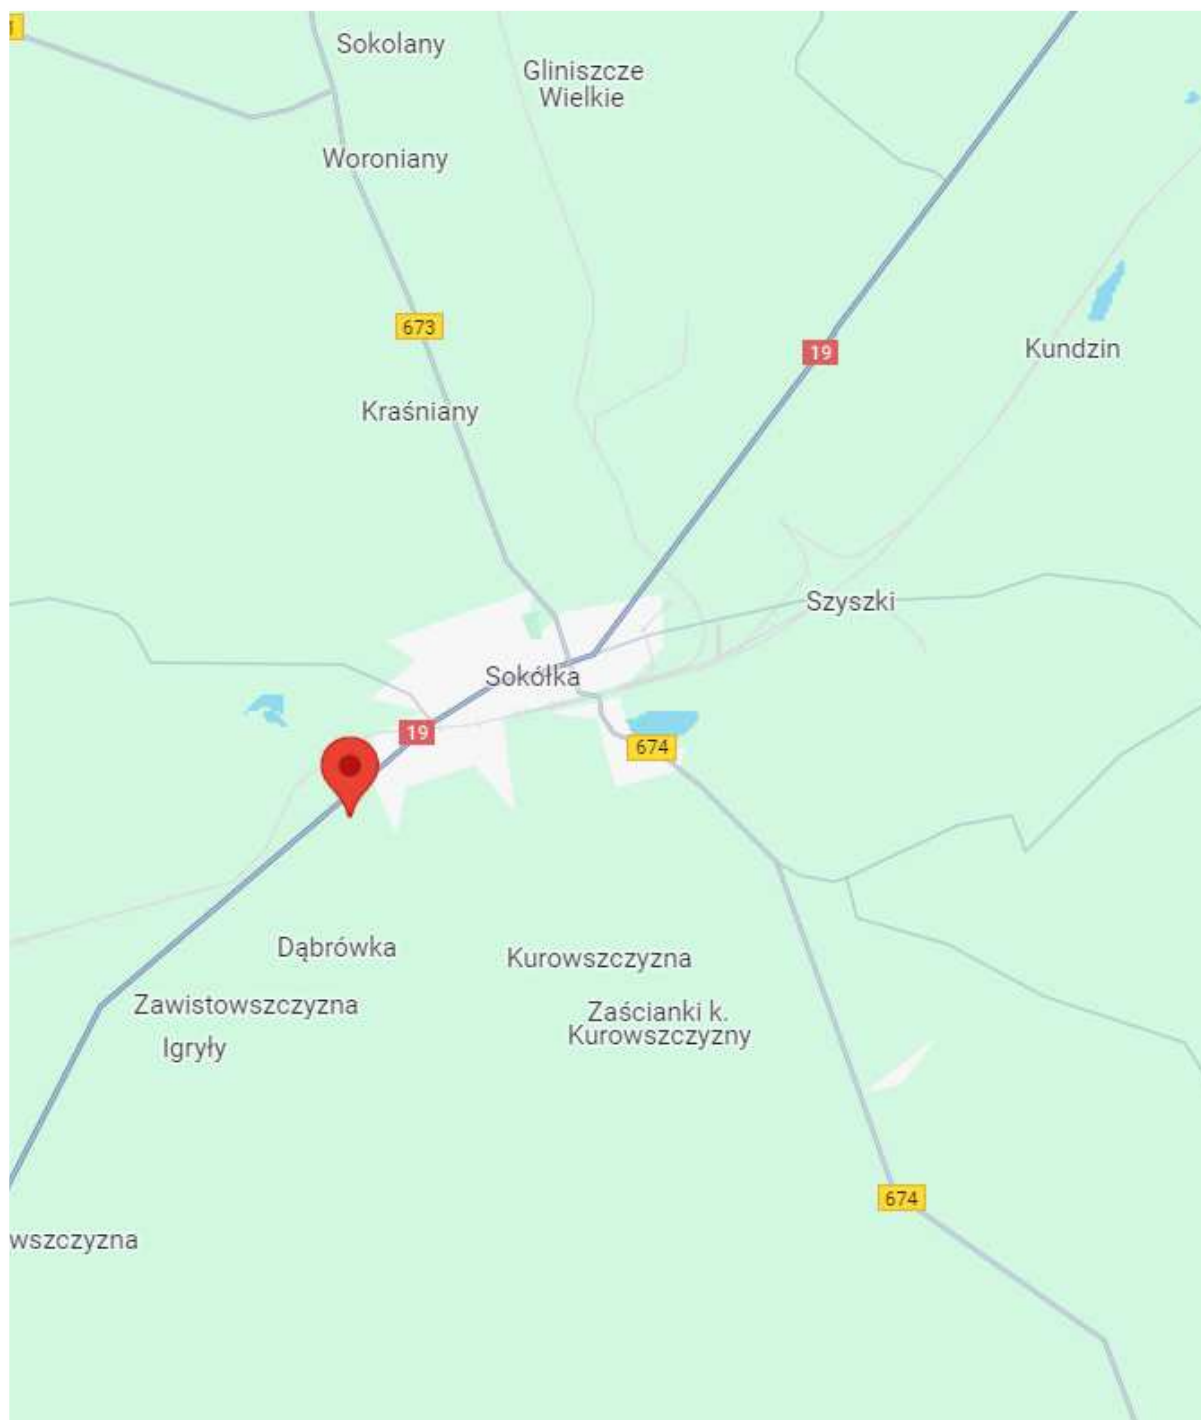 Sokolany
Gliniszcze
Wielkie
Woroniany
673
19
Kundzin
Kraśniany
Szyszki
Sokółka
19
674
Dąbrówka
Kurowszczyzna
Zawistowszczyzna
Zaścianki k.
Kurowszczyzny
Igryły
674
wszczyzna